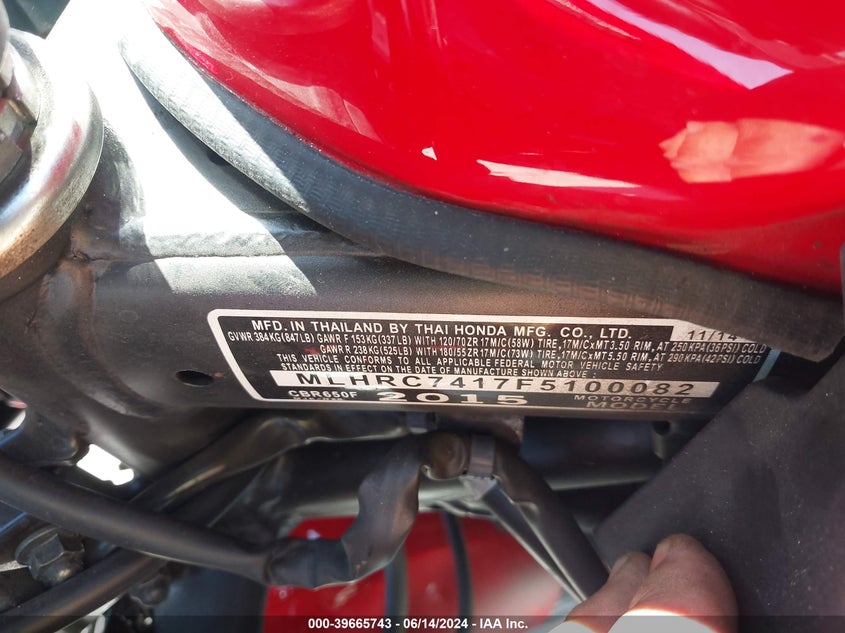 MFD. IN THAILAND BY THAI HONDA MFG. CO., LTD. 11/14
GVWR 384KG(847LB) GAWR F 153KG(337LB) WITH 120/70ZR17M/C(58W) TIRE,17M/CxMT3.50 RIM, AT 250KPA(36PSI) COLD
GAWR R 238KG(525LB) WITH 180/55ZR17M/C(73W) TIRE,17M/CxMT5.50 RIM, AT 290KPA(42PSI) COLD
THIS VEHICLE CONFORMS TO ALL APPLICABLE FEDERAL MOTOR VEHICLE SAFETY
STANDARDS IN EFFECT ON THE DATE OF MANUFACTURE SHOWN ABOVE.
MLHRC7417F5100082
CBR650F 2015 MOTORCYCLE
MODEL
000-39665743 - 06/14/2024 - IAA Inc.